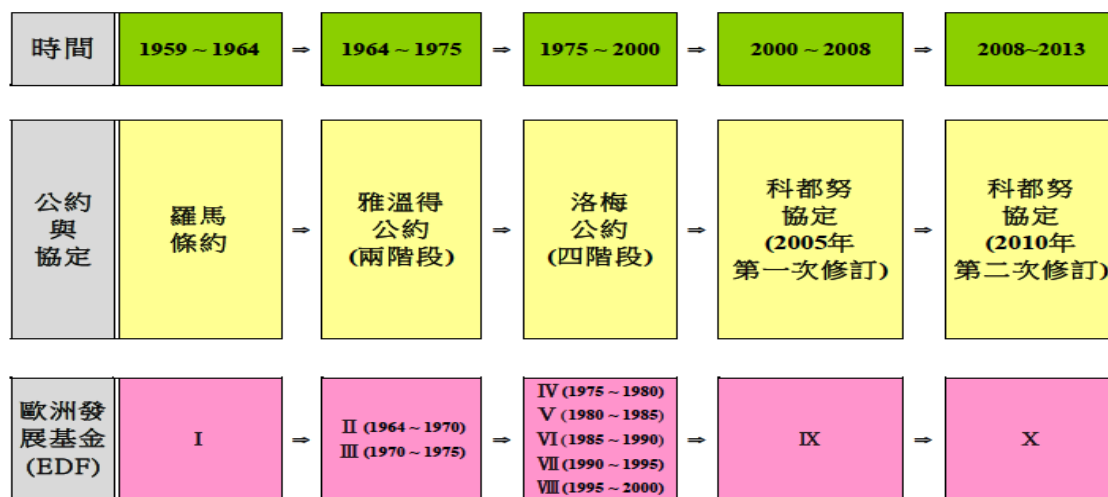 時間
1959 ~ 1964
⇒
1964 ~ 1975
⇒
1975 ~ 2000
⇒
2000 ~ 2008
⇒
2008~2013
公約
與
協定
羅馬
條約
⇒
雅溫得
公約
(兩階段)
⇒
洛梅
公約
(四階段)
⇒
科都努
協定
(2005年
第一次修訂)
⇒
科都努
協定
(2010年
第二次修訂)
歐洲發
展基金
(EDF)
I
⇒
II (1964 ~ 1970)
III (1970 ~ 1975)
⇒
IV (1975 ~ 1980)
V (1980 ~ 1985)
VI (1985 ~ 1990)
VII (1990 ~ 1995)
VIII (1995 ~ 2000)
⇒
IX
⇒
X